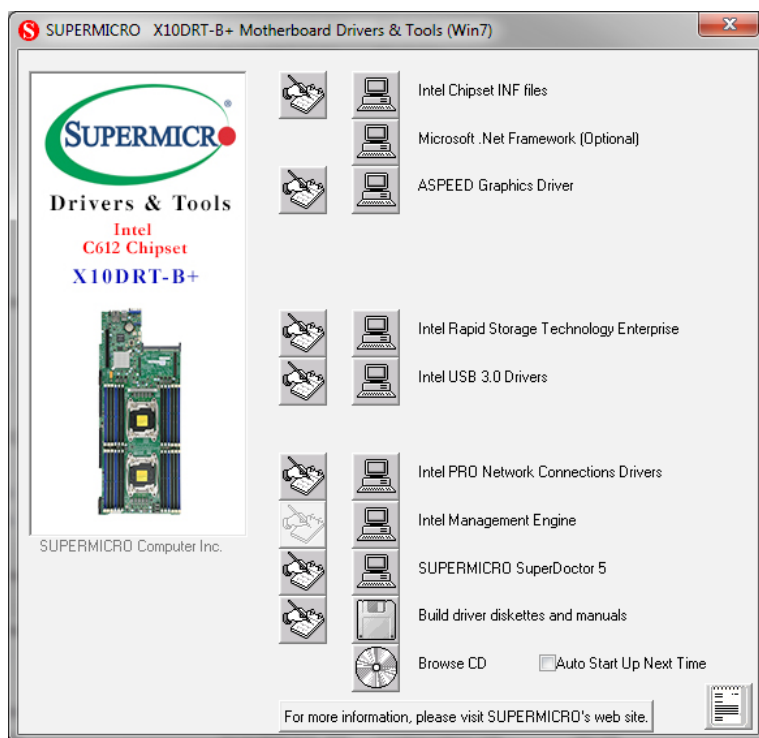 SUPERMICRO X10DRT-B+ Motherboard Drivers & Tools (Win7)
SUPERMICR
Drivers & Tools
Intel
C612 Chipset
X10DRT-B+
SUPERMICRO Computer Inc.
Intel Chipset INF files
Microsoft .Net Framework (Optional)
ASPEED Graphics Driver
Intel Rapid Storage Technology Enterprise
Intel USB 3.0 Drivers
Intel PRO Network Connections Drivers
Intel Management Engine
SUPERMICRO SuperDoctor 5
Build driver diskettes and manuals
Browse CD
Auto Start Up Next Time
For more information, please visit SUPERMICRO's web site.